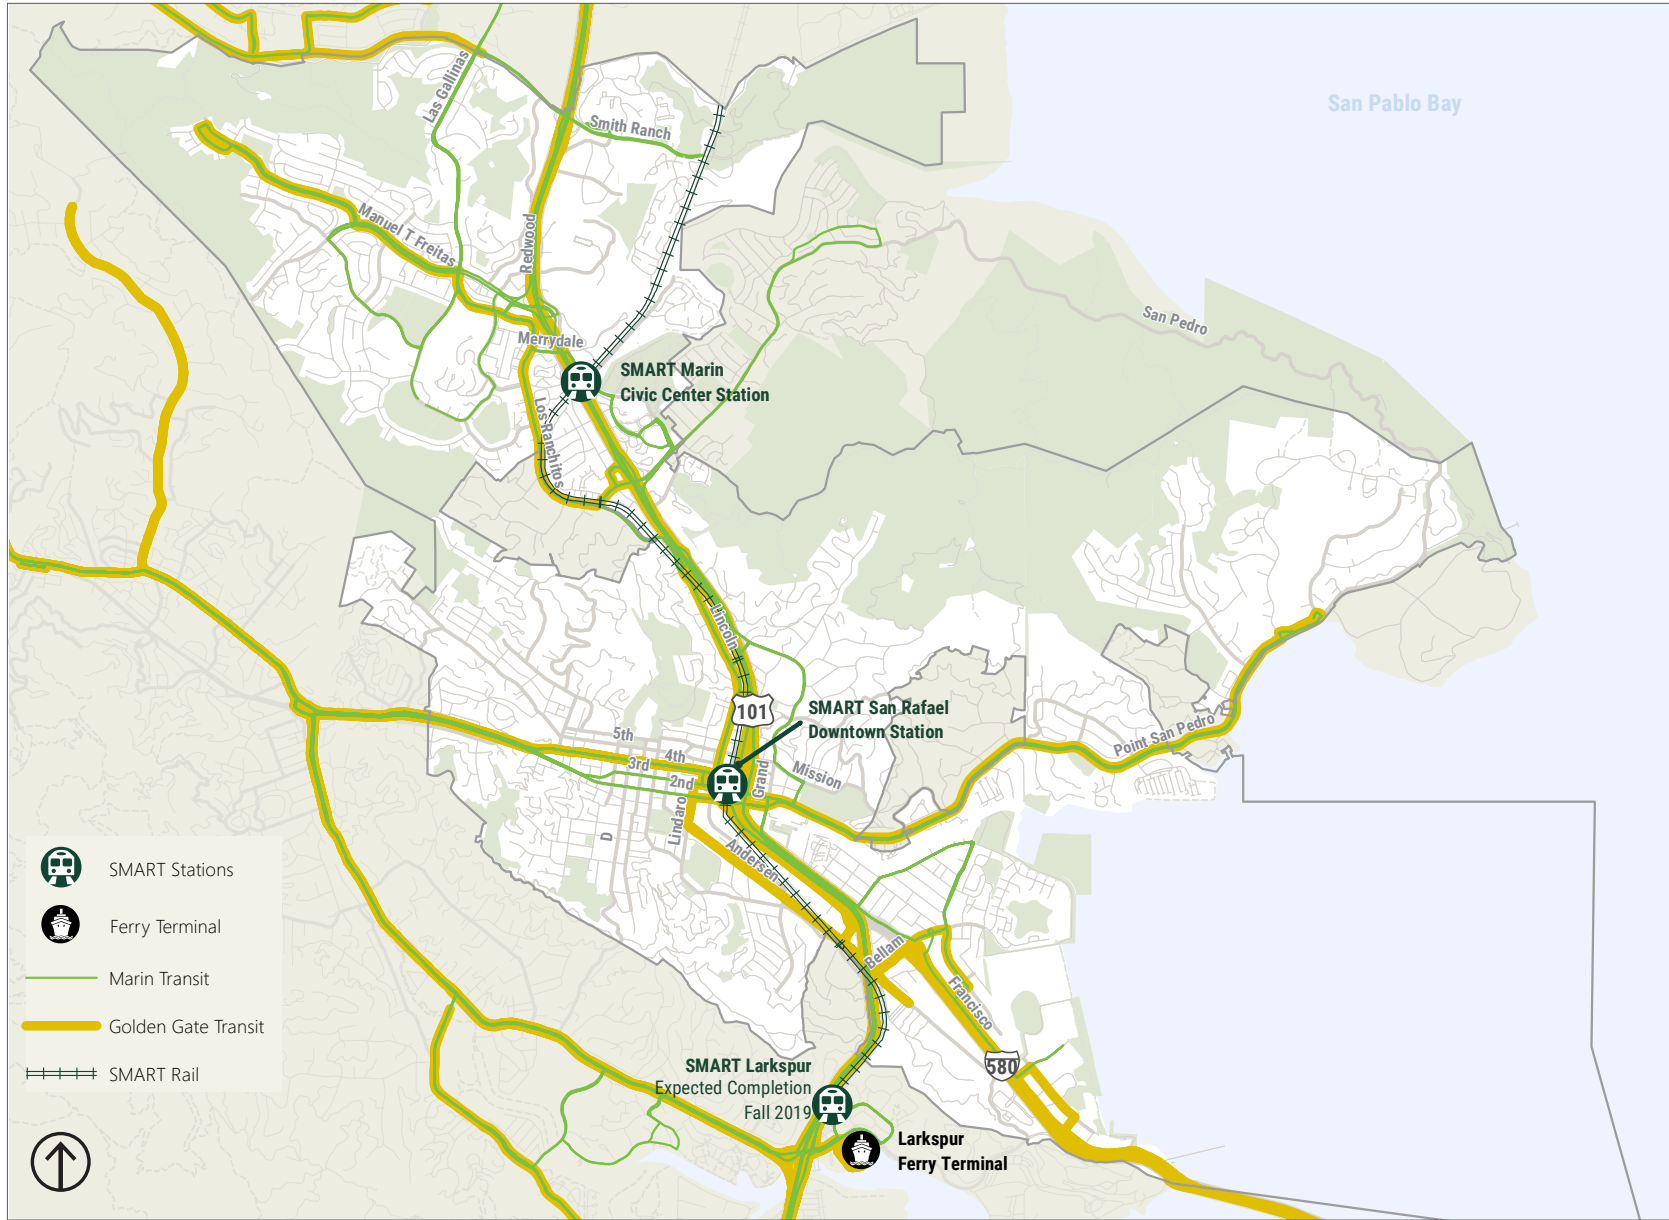 San Pablo Bay
Las Gallinas
Smith Ranch
Manuel T Freitas
Redwood
San Pedro
Merrydale
SMART Marin
Civic Center Station
Los Ranchitos
Lincoln
101
SMART San Rafael
Downtown Station
5th
4th
3rd
2nd
Grand
Mission
Point San Pedro
Lindaro
D
Andersen
Bellam
Francisco
580
SMART Larkspur
Expected Completion
Fall 2019
Larkspur
Ferry Terminal
SMART Stations
Ferry Terminal
Marin Transit
Golden Gate Transit
SMART Rail